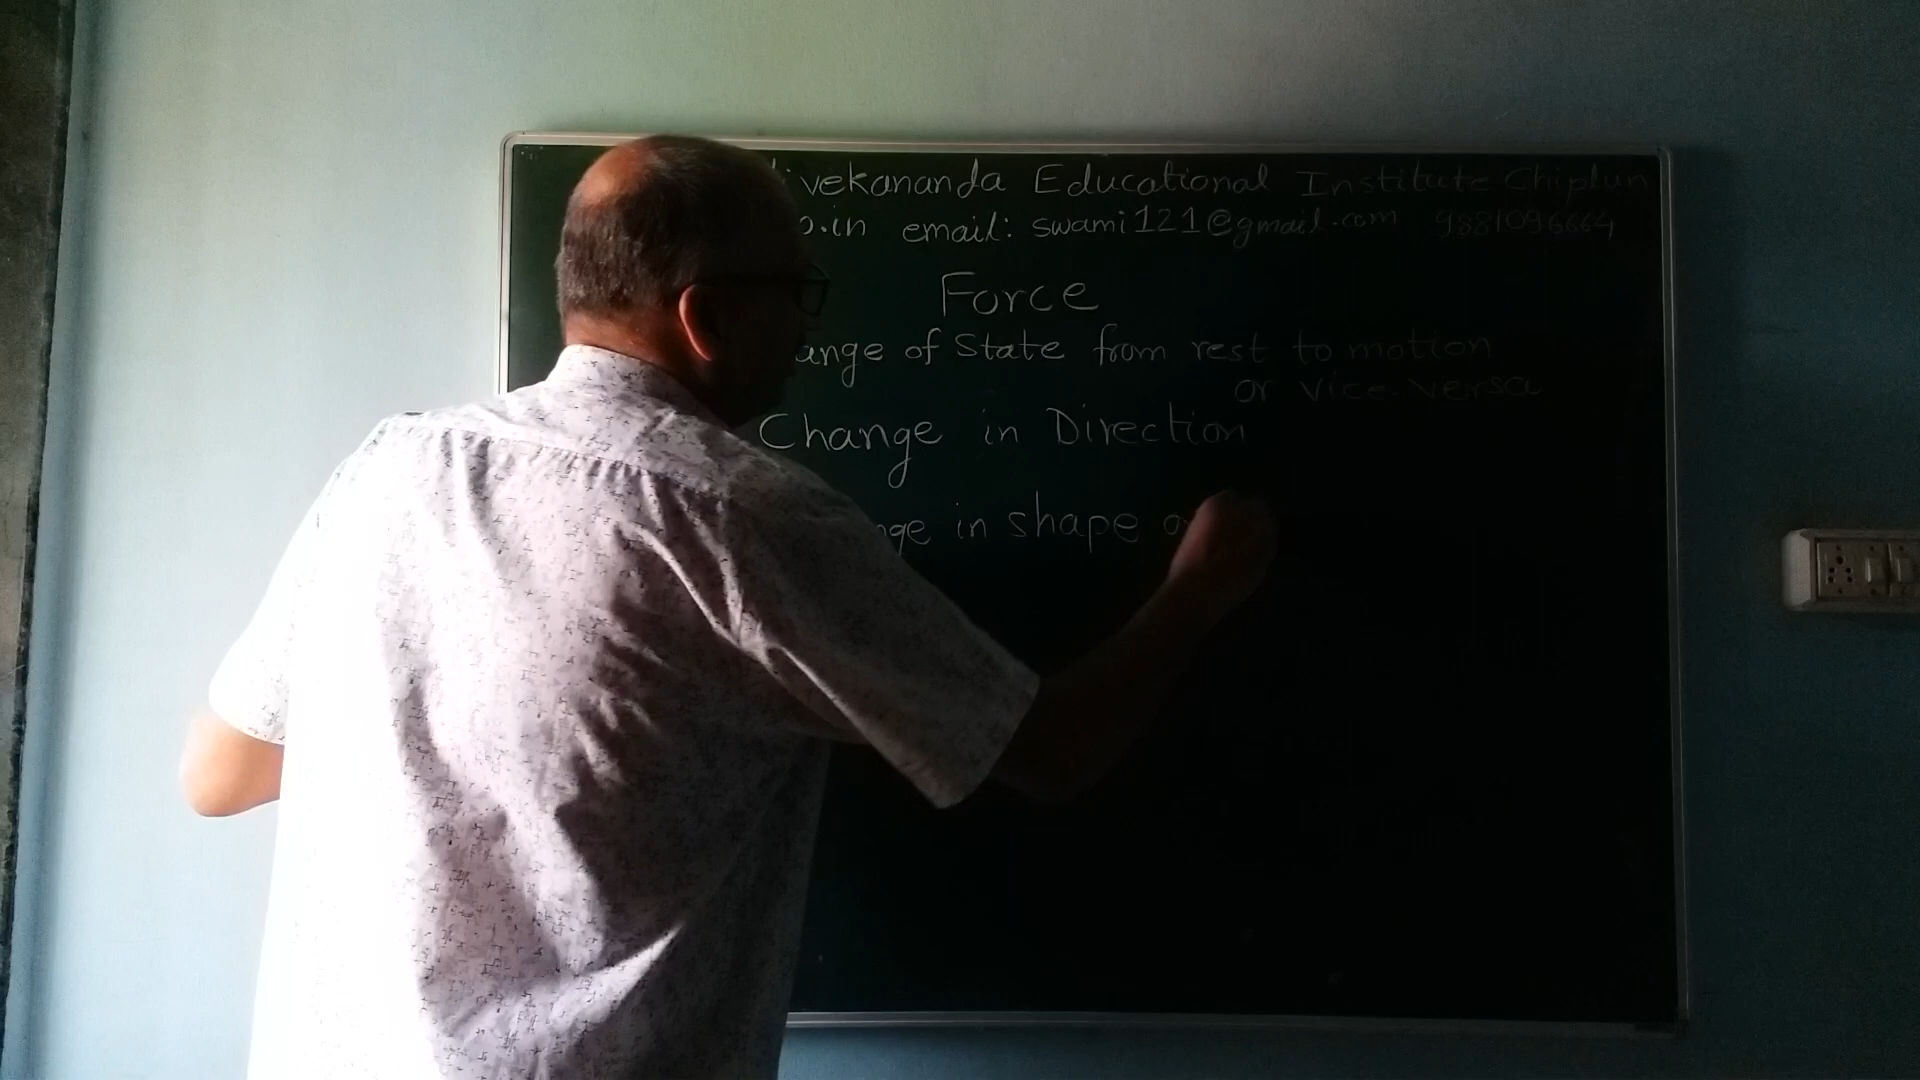 ivekananda Educational Institute Chiplun
o.in email: swami121@gmail.com 9881096664
Force
ange of State from rest to motion
or vice-versa
Change in Direction
nge in shape o